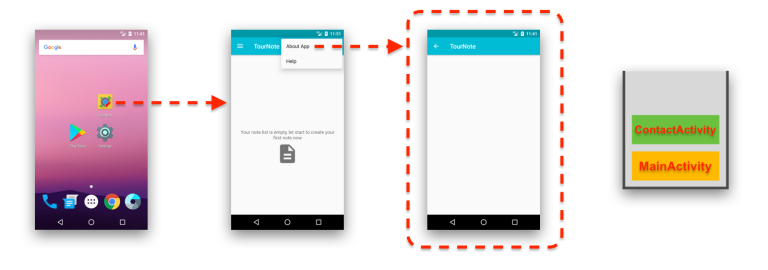 11:41
Google
Play Store
Settings
11:51
TourNote
About App
Help
Your note list is empty, let start to create your
first note now
11:41
TourNote
ContactActivity
MainActivity